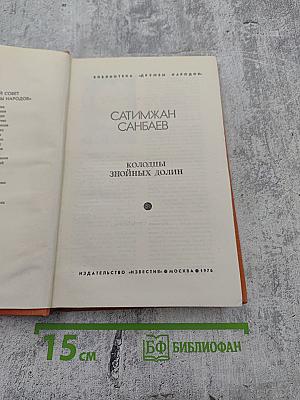 Й СОВЕТ
Ы НАРОДОВ»
БИБЛИОТЕКА «ДРУЖБЫ НАРОДОВ»
САТИМЖАН
САНБАЕВ
КОЛОДЦЫ
ЗНОЙНЫХ ДОЛИН
ИЗДАТЕЛЬСТВО «ИЗВЕСТИЯ» ● МОСКВА ● 1976
15 см
БФ БИБЛИОФАН